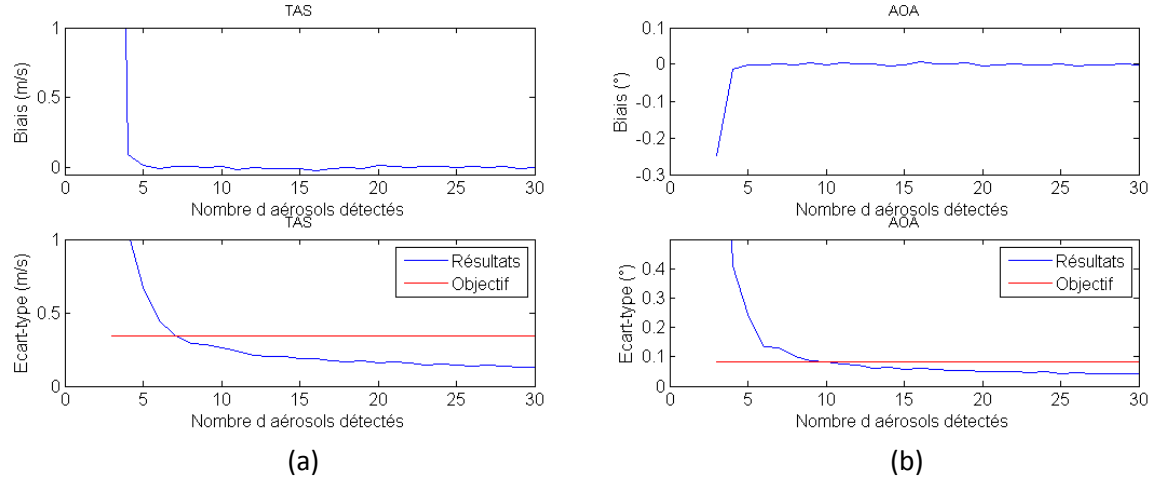 TAS
1
0.5
0
Biais (m/s)
0 5 10 15 20 25 30
Nombre d aérosols détectés
TAS
1
0.5
0
Ecart-type (m/s)
Résultats
Objectif
0 5 10 15 20 25 30
Nombre d aérosols détectés
(a)
AOA
0.1
0
-0.1
-0.2
-0.3
Biais (°)
0 5 10 15 20 25 30
Nombre d aérosols détectés
AOA
0.4
0.3
0.2
0.1
0
Ecart-type (°)
Résultats
Objectif
0 5 10 15 20 25 30
Nombre d aérosols détectés
(b)